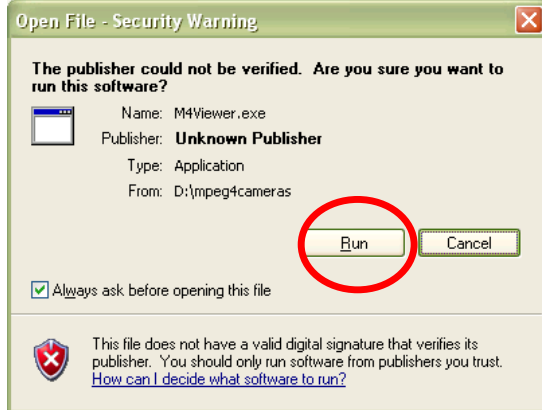 Open File - Security Warning
The publisher could not be verified.  Are you sure you want to
run this software?
Name: M4Viewer.exe
Publisher: Unknown Publisher
Type: Application
From: D:\mpeg4cameras
Run Cancel
Always ask before opening this file
This file does not have a valid digital signature that verifies its
publisher.  You should only run software from publishers you trust.
How can I decide what software to run?